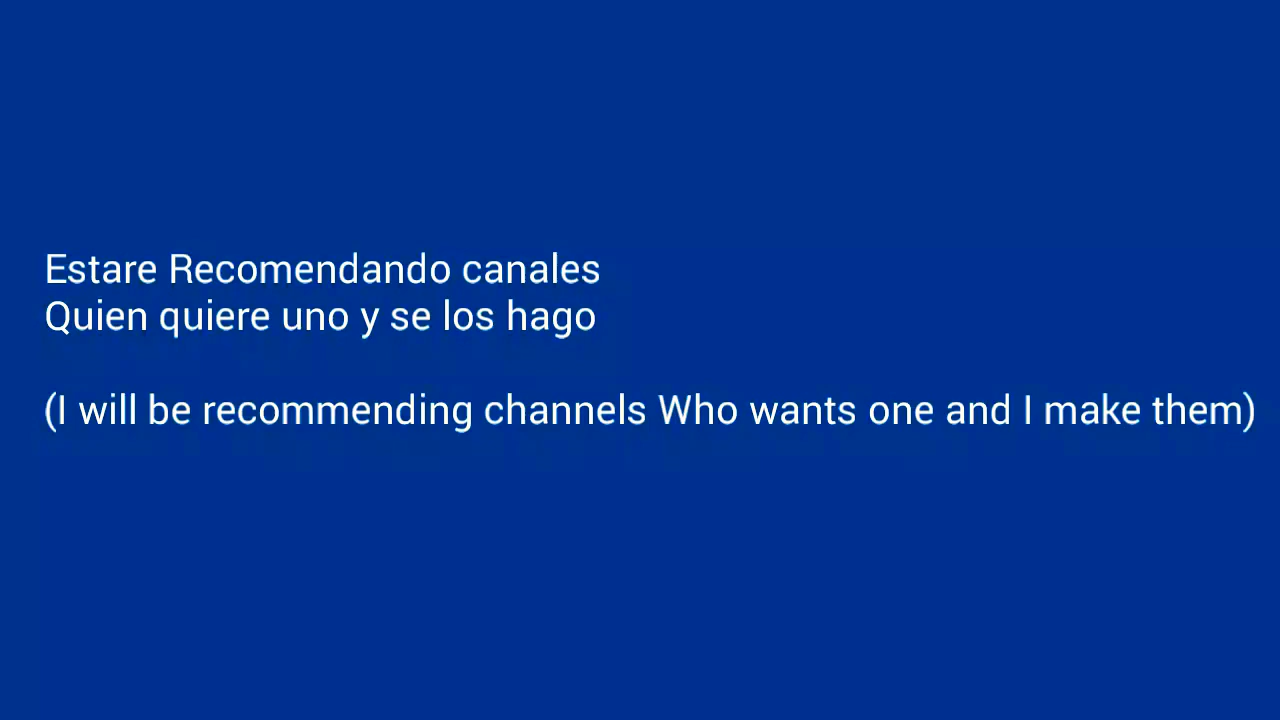 Estare Recomendando canales
Quien quiere uno y se los hago
(I will be recommending channels Who wants one and I make them)